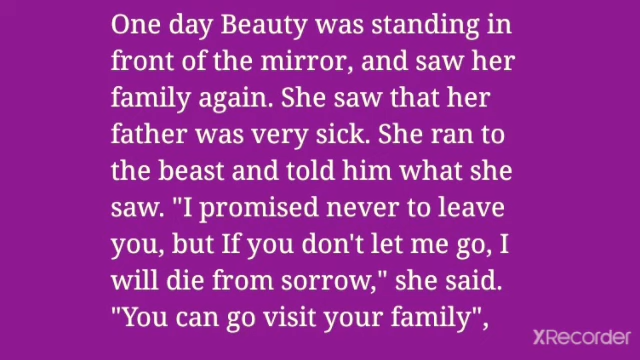 One day Beauty was standing in
front of the mirror, and saw her
family again. She saw that her
father was very sick. She ran to
the beast and told him what she
saw. "I promised never to leave
you, but If you don't let me go, I
will die from sorrow," she said.
"You can go visit your family",
XRecorder